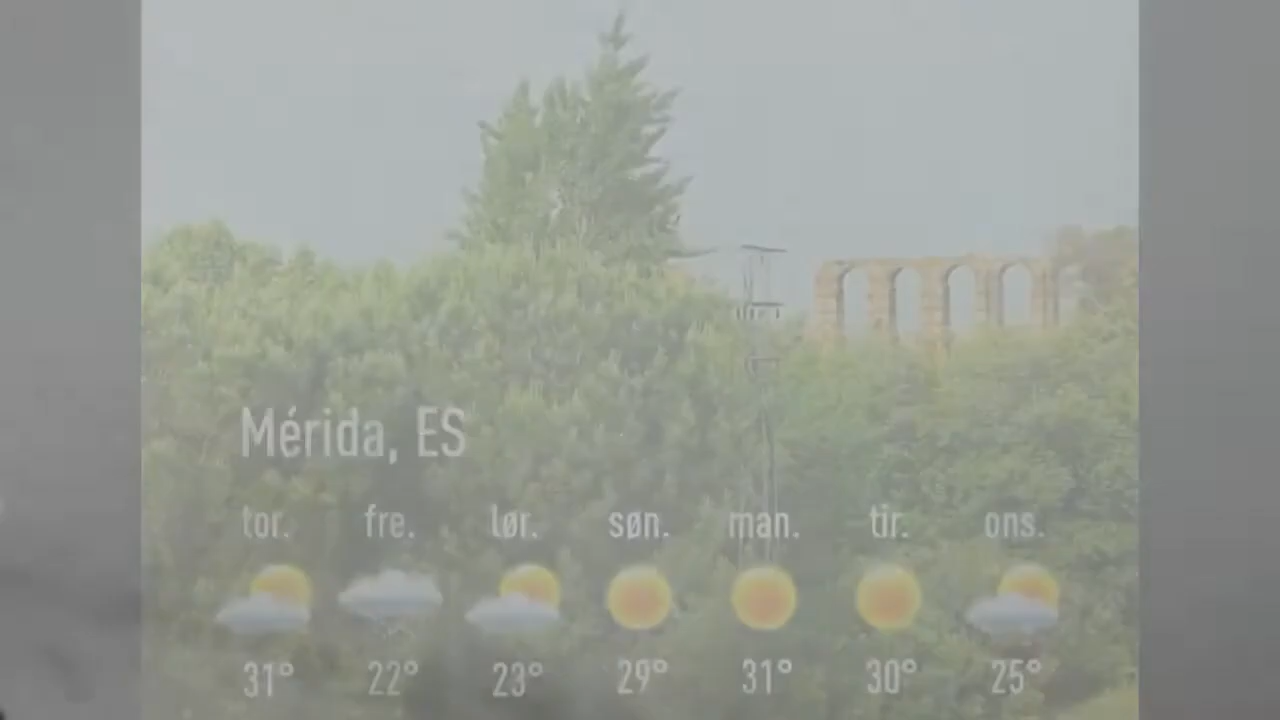 Mérida, ES
tor. fre. lør. søn. man. tir. ons.
31° 22° 23° 29° 31° 30° 25°